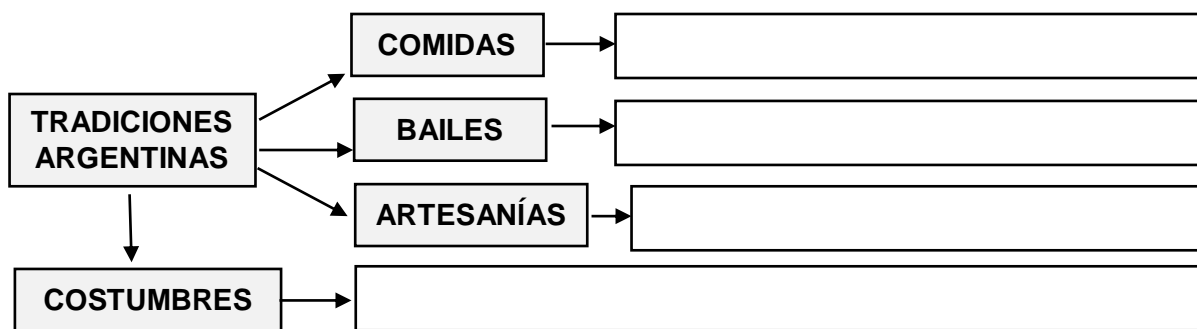 COMIDAS
TRADICIONES
ARGENTINAS
BAILES
ARTESANÍAS
COSTUMBRES